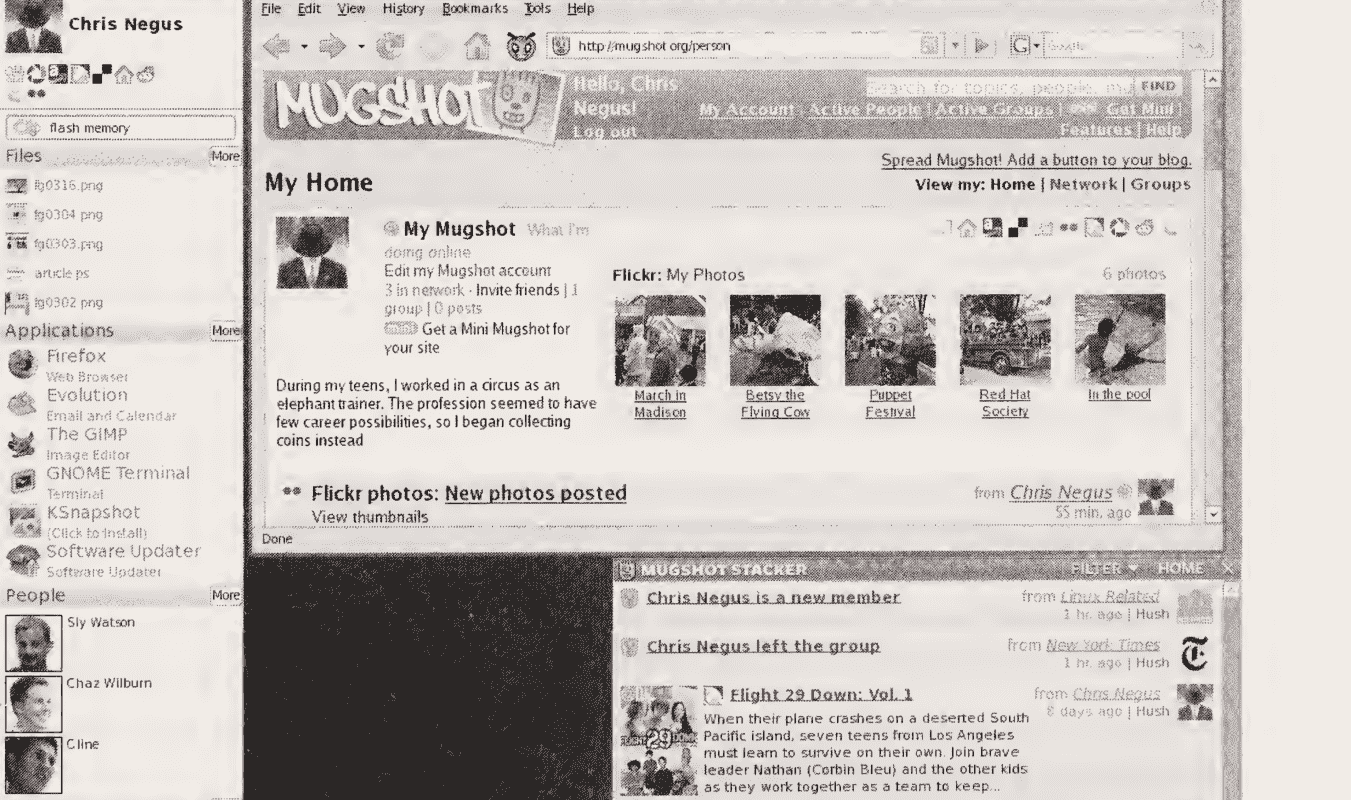 Chris Negus
flash memory
Files More
fg0316.png
fg0304 png
fg0303.png
article ps
fg0302 png
Applications More
Firefox
Web Browser
Evolution
Email and Calendar
The GIMP
Image Editor
GNOME Terminal
Terminal
KSnapshot
(Click to Install)
Software Updater
Software Updater
People More
Sly Watson
Chaz Wilburn
Cline
File Edit View History Bookmarks Tools Help
http://mugshot org/person
G Google
MUGSHOT
Hello, Chris
Negus!
Log out
search for topics, people, mu FIND
My Account | Active People | Active Groups | Get Mini |
Features | Help
Spread Mugshot! Add a button to your blog.
My Home
View my: Home | Network | Groups
My Mugshot What I'm
doing online
Edit my Mugshot account
3 in network · Invite friends | 1
group | 0 posts
Get a Mini Mugshot for
your site
During my teens, I worked in a circus as an
elephant trainer. The profession seemed to have
few career possibilities, so I began collecting
coins instead
Flickr: My Photos 6 photos
March in
Madison
Betsy the
Flying Cow
Puppet
Festival
Red Hat
Society
In the pool
Flickr photos: New photos posted
from Chris Negus
55 min. ago
View thumbnails
Done
MUGSHOT STACKER FILTER HOME X
Chris Negus is a new member
from Linux Related
1 hr. ago | Hush
Chris Negus left the group
from New York Times
1 hr. ago | Hush
T
Flight 29 Down: Vol. 1
from Chris Negus
8 days ago | Hush
FLIGHT 29 DOWN
When their plane crashes on a deserted South
Pacific island, seven teens from Los Angeles
must learn to survive on their own. Join brave
leader Nathan (Corbin Bleu) and the other kids
as they work together as a team to keep...